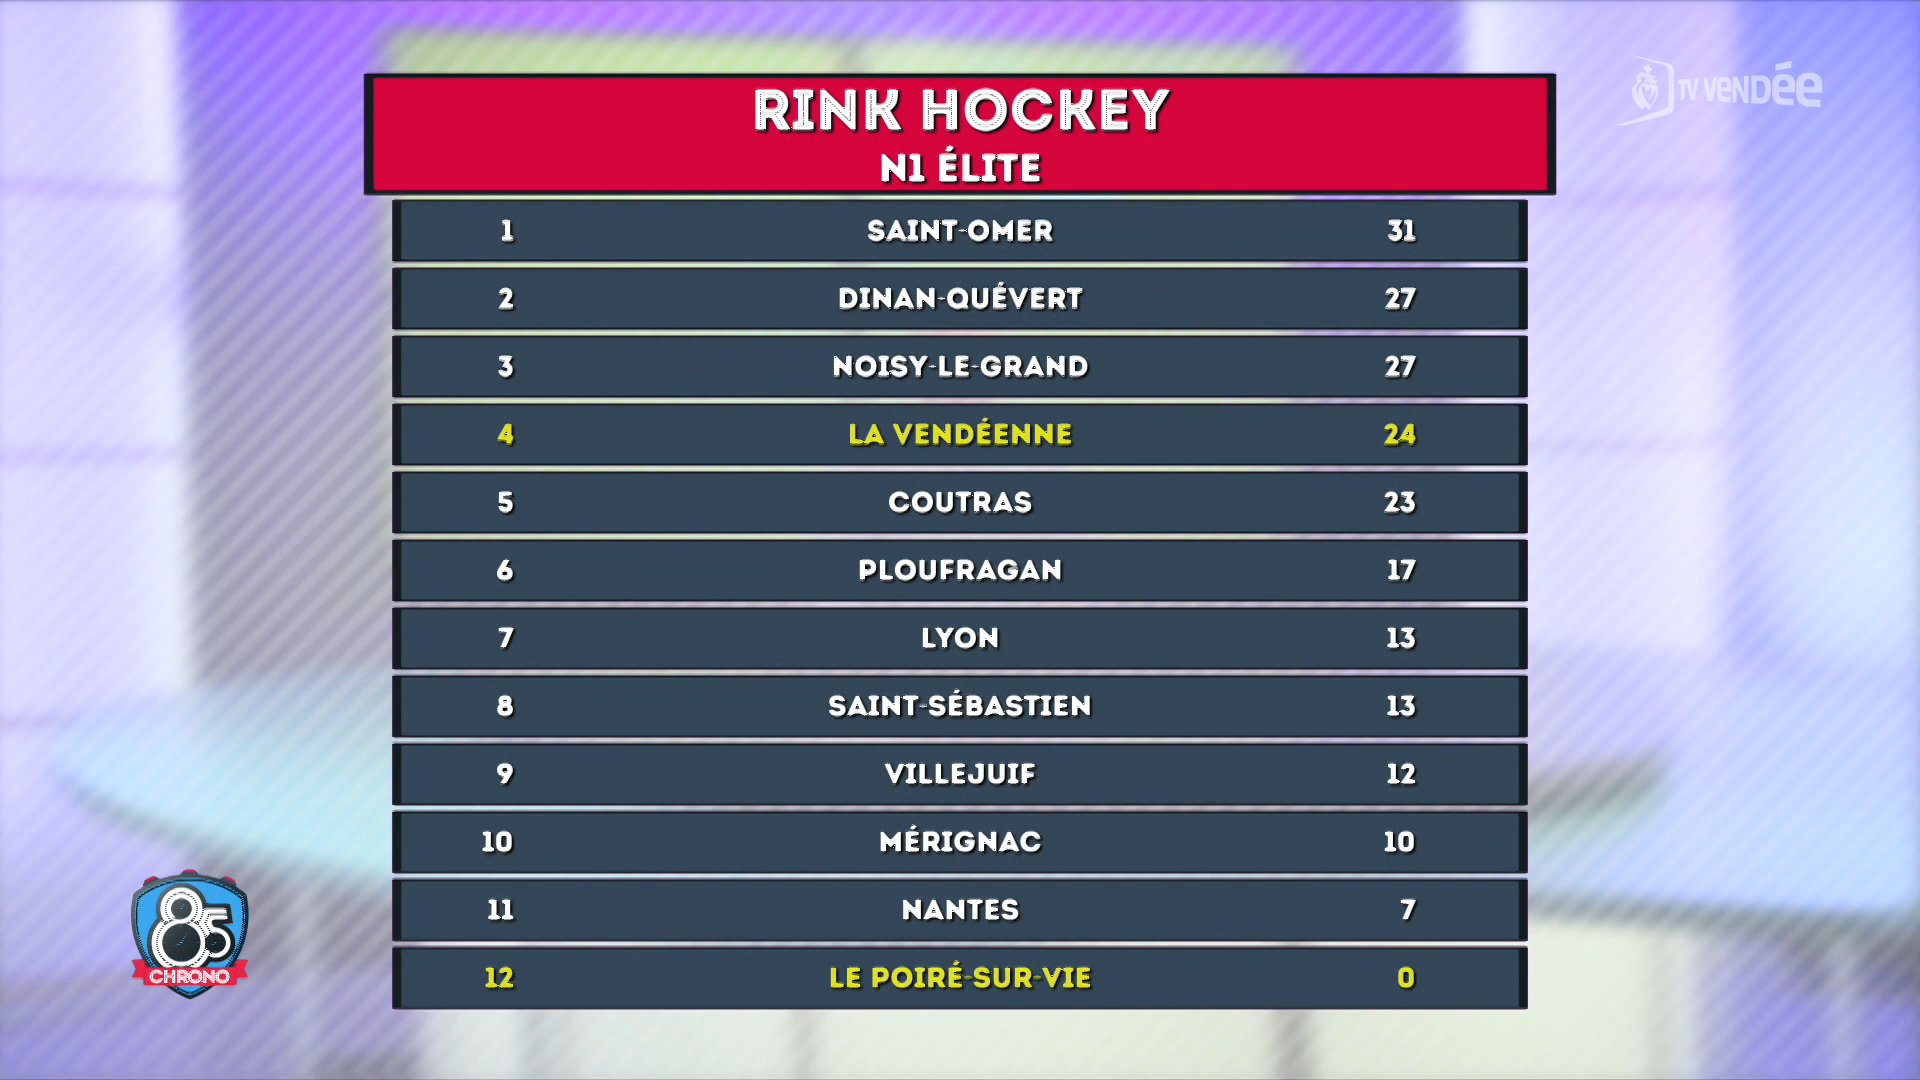 TV VENDÉE
RINK HOCKEY
N1 ÉLITE
1 SAINT-OMER 31
2 DINAN-QUÉVERT 27
3 NOISY-LE-GRAND 27
4 LA VENDÉENNE 24
5 COUTRAS 23
6 PLOUFRAGAN 17
7 LYON 13
8 SAINT-SÉBASTIEN 13
9 VILLEJUIF 12
10 MÉRIGNAC 10
11 NANTES 7
12 LE POIRÉ-SUR-VIE 0
85
CHRONO